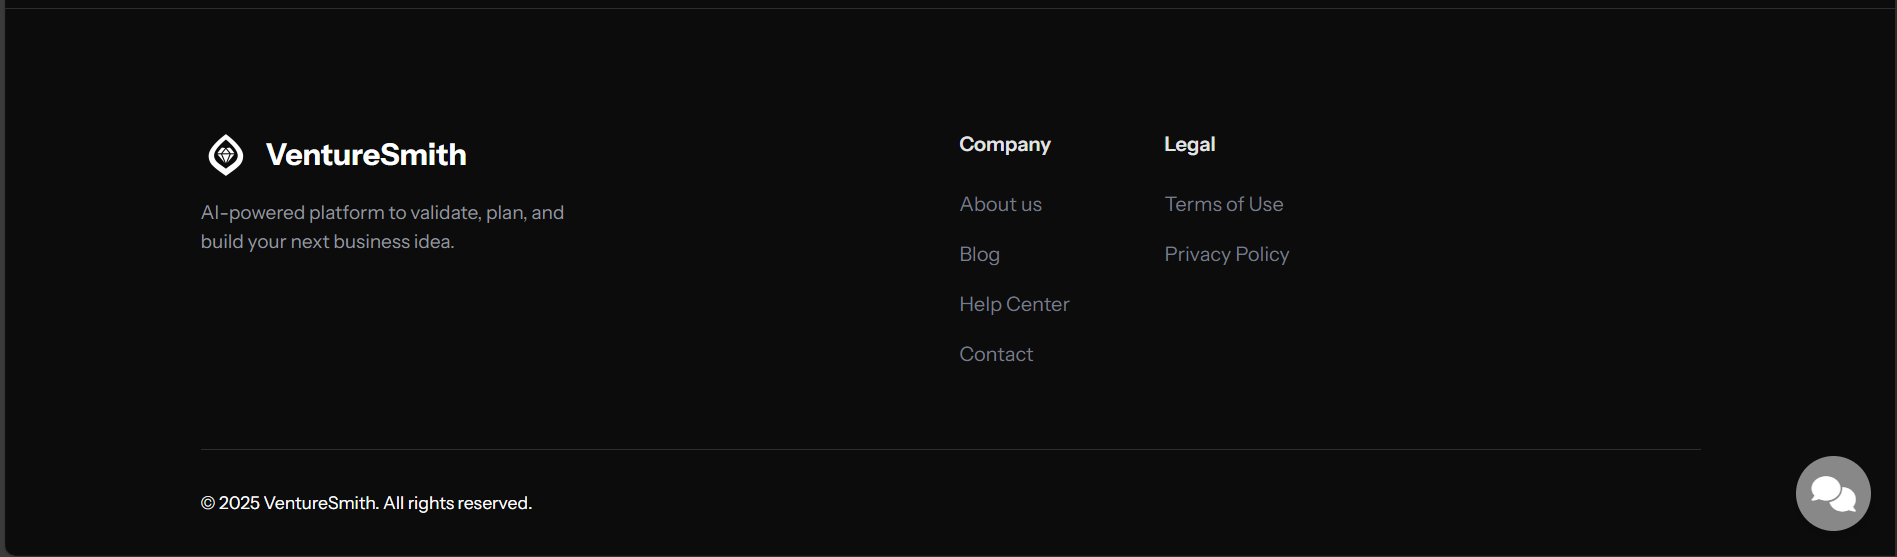 VentureSmith
AI-powered platform to validate, plan, and
build your next business idea.
Company
About us
Blog
Help Center
Contact
Legal
Terms of Use
Privacy Policy
© 2025 VentureSmith. All rights reserved.